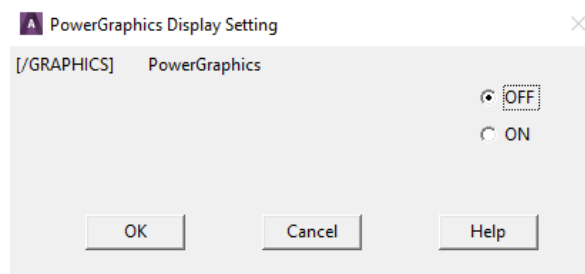 PowerGraphics Display Setting
[/GRAPHICS] PowerGraphics
OFF
ON
OK Cancel Help